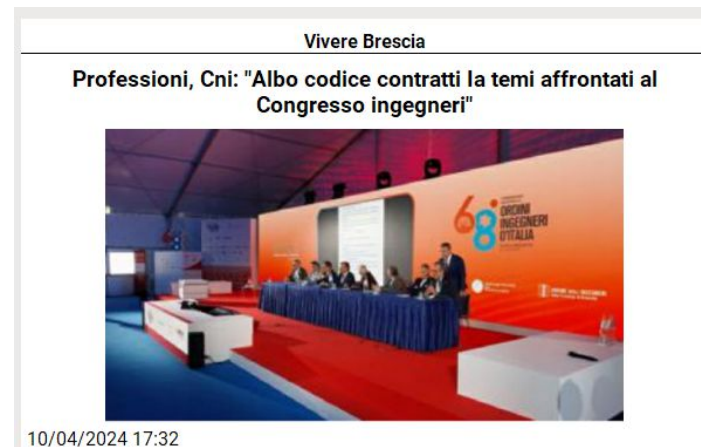 Vivere Brescia
Professioni, Cni: "Albo codice contratti Ia temi affrontati al
Congresso ingegneri"
68°
ORDINI
INGEGNERI
D'ITALIA
10/04/2024 17:32